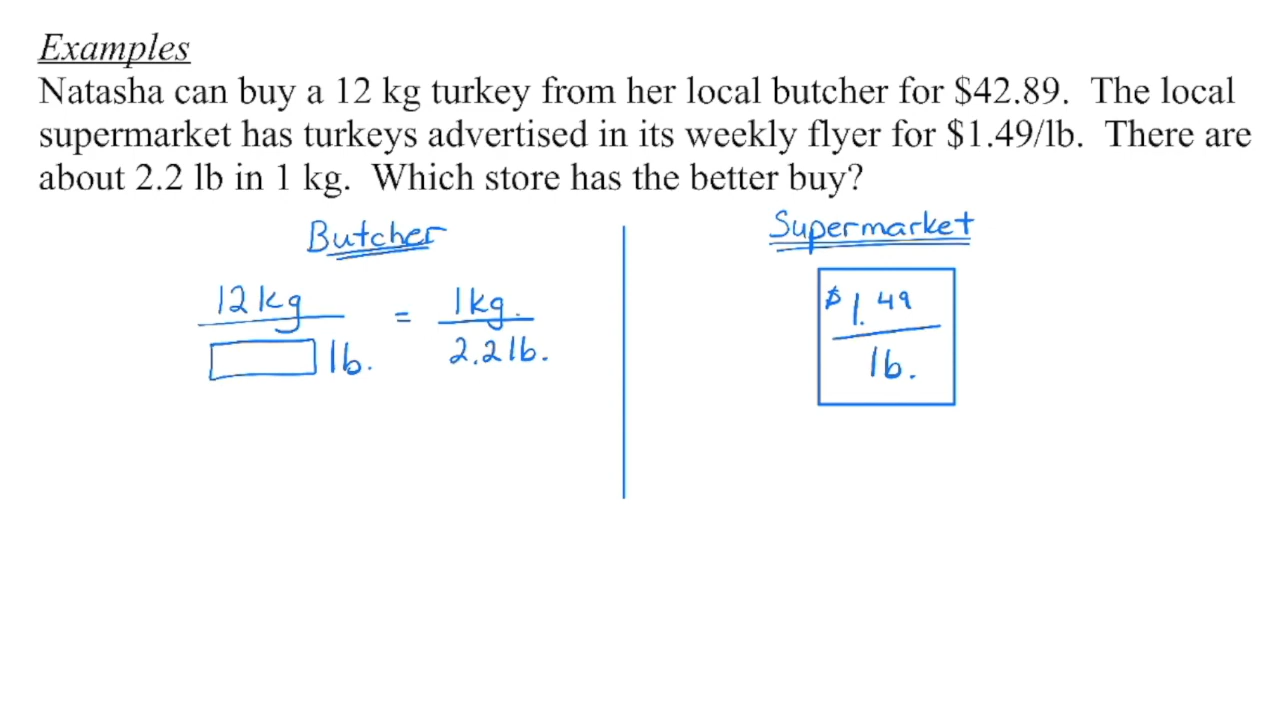 Examples
Natasha can buy a 12 kg turkey from her local butcher for $42.89. The local
supermarket has turkeys advertised in its weekly flyer for $1.49/lb. There are
about 2.2 lb in 1 kg. Which store has the better buy?
Butcher
12 kg = 1 kg.
lb. 2.2 lb.
Supermarket
$1.49
lb.